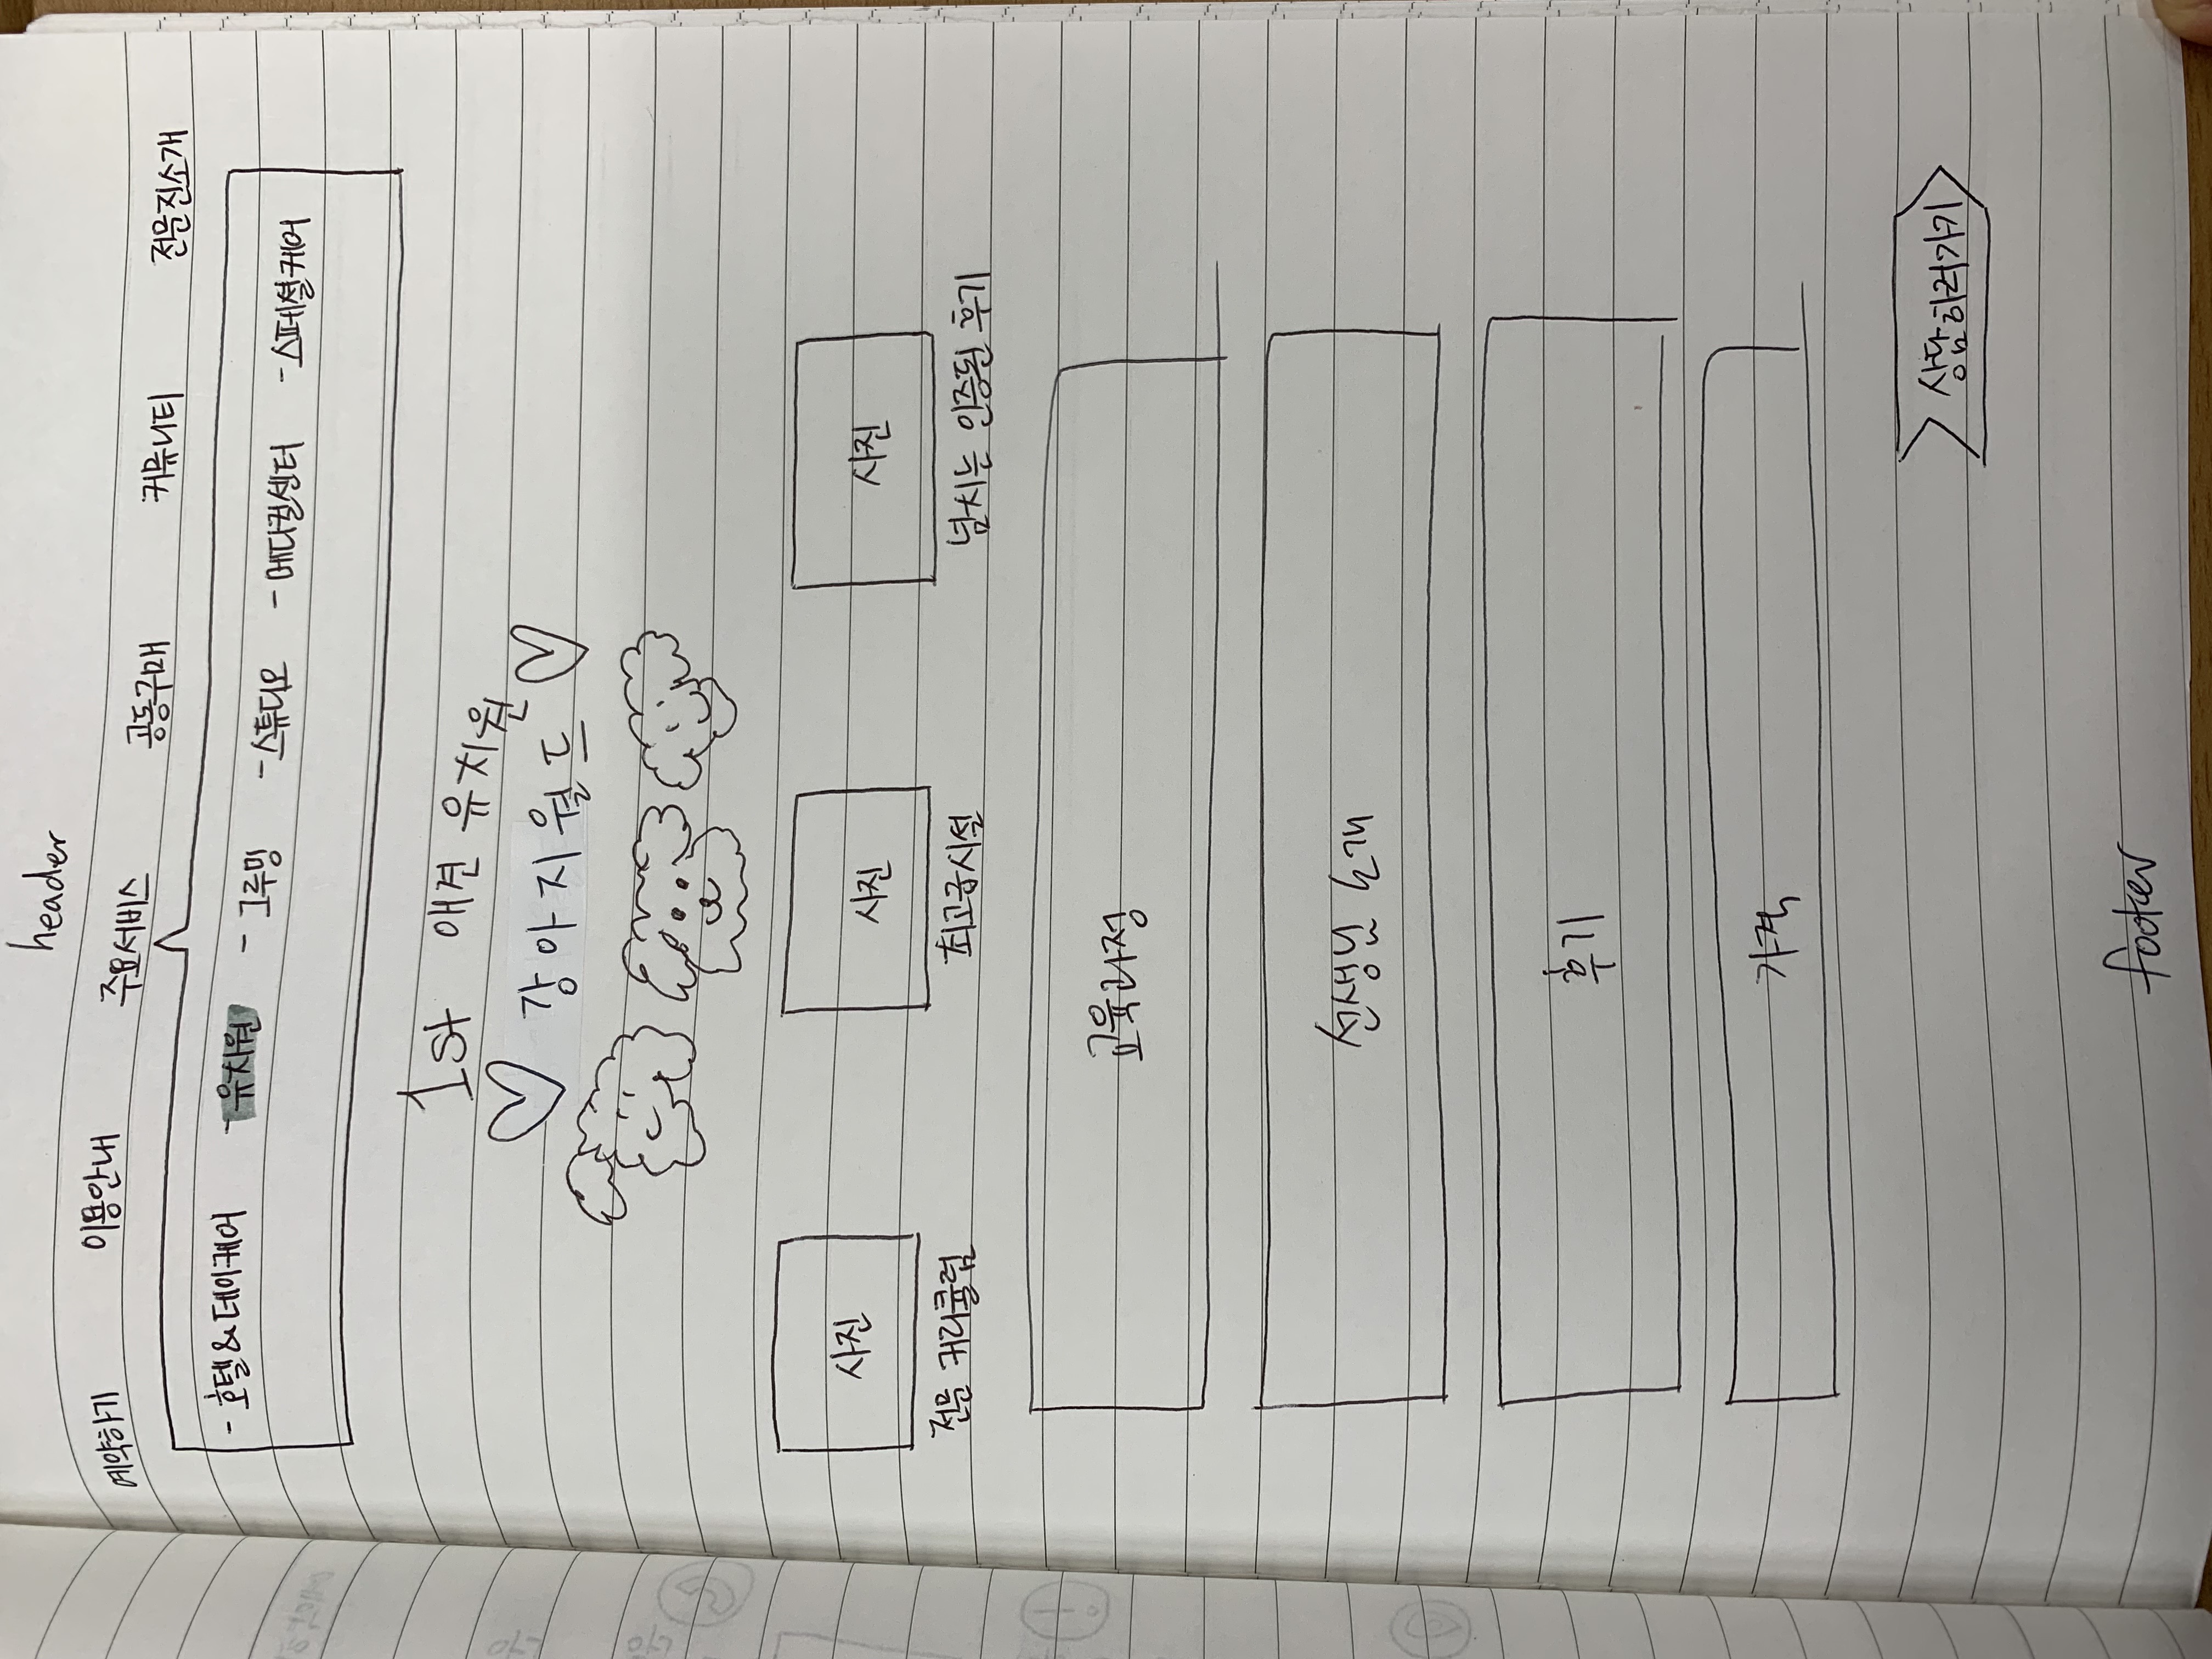 header
예약하기 이용안내 주요서비스 공동구매 커뮤니티 전문진소개
- 호텔&데이케어 - 유치원 - 그루밍 - 스튜디오 - 메디컬센터 - 스페셜케어
1st 애견 유치원
강아지월드
사진 사진 사진
전문 커리큘럼 최고급시설 넘치는 인증된 후기
교육과정
선생님 소개
후기
가격
상담하러가기
footer